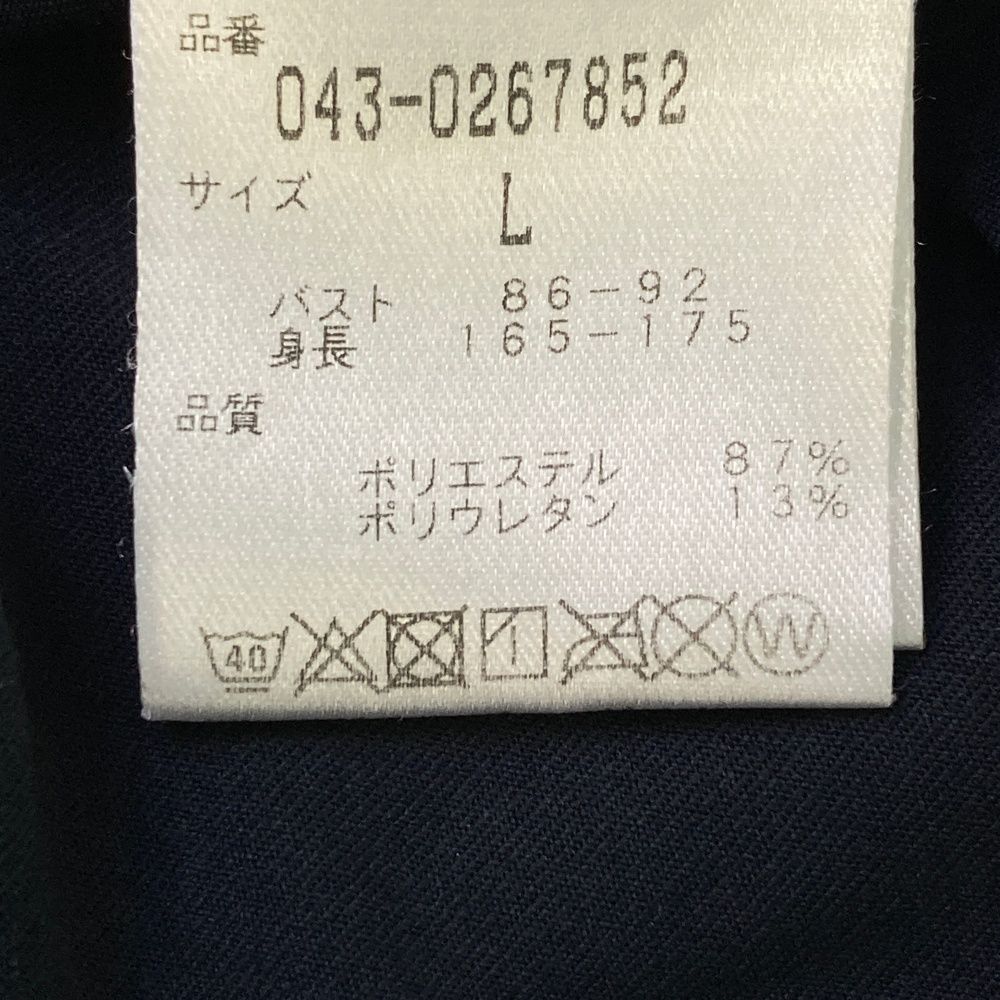 品番
043-0267852
サイズ L
バスト 86-92
身長 165-175
品質
ポリエステル 87%
ポリウレタン 13%
40 W